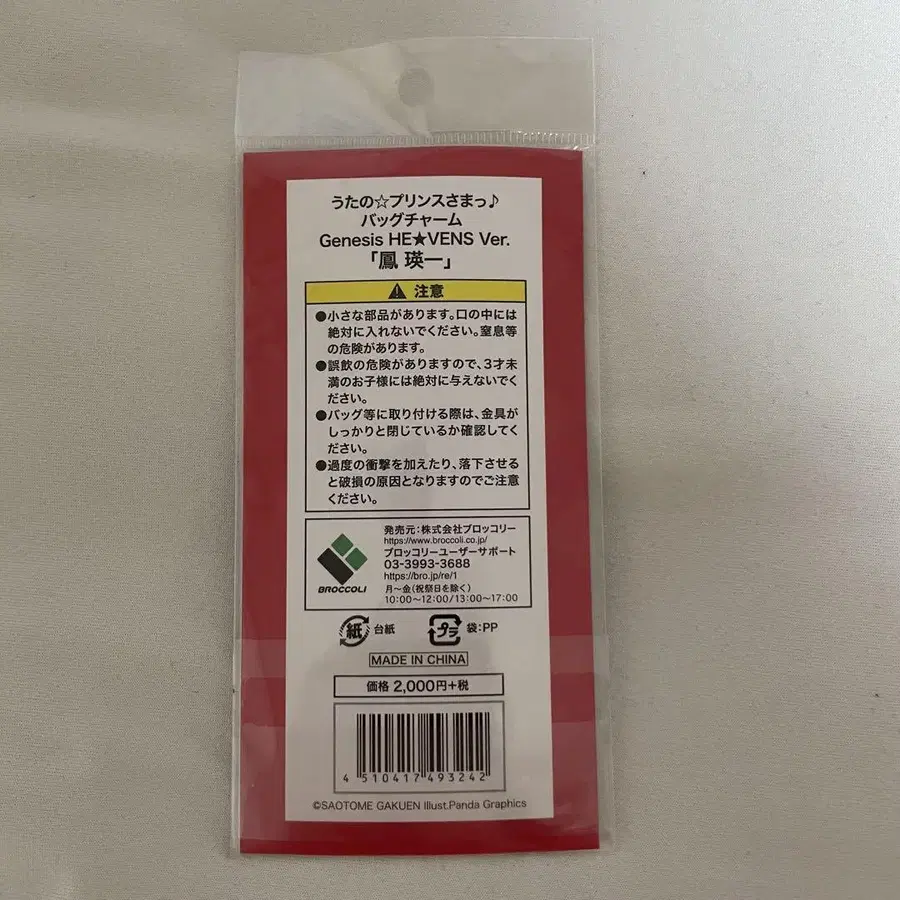 うたの☆プリンスさまっ♪
バッグチャーム
Genesis HE★VENS Ver.
「鳳 瑛一」
注意
●小さな部品があります。口の中には
絶対に入れないでください。窒息等
の危険があります。
●誤飲の危険がありますので、3才未
満のお子様には絶対に与えないでく
ださい。
●バッグ等に取り付ける際は、金具が
しっかりと閉じているか確認してく
ださい。
●過度の衝撃を加えたり、落下させる
と破損の原因となりますのでご注意
ください。
発売元：株式会社ブロッコリー
https://www.broccoli.co.jp/
ブロッコリーユーザーサポート
03-3993-3688
https://bro.jp/re/1
月〜金（祝祭日を除く）
10:00〜12:00/13:00〜17:00
BROCCOLI
紙 台紙 プラ 袋：PP
MADE IN CHINA
価格 2,000円+税
4 510417 493242
©SAOTOME GAKUEN Illust.Panda Graphics